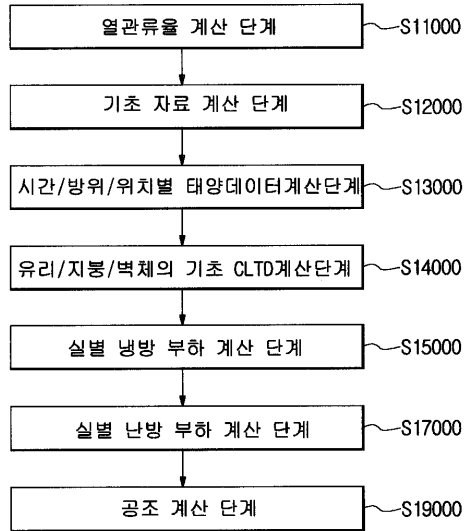 열관류율 계산 단계 S11000
기초 자료 계산 단계 S12000
시간/방위/위치별 태양데이터계산단계 S13000
유리/지붕/벽체의 기초 CLTD계산단계 S14000
실별 냉방 부하 계산 단계 S15000
실별 난방 부하 계산 단계 S17000
공조 계산 단계 S19000